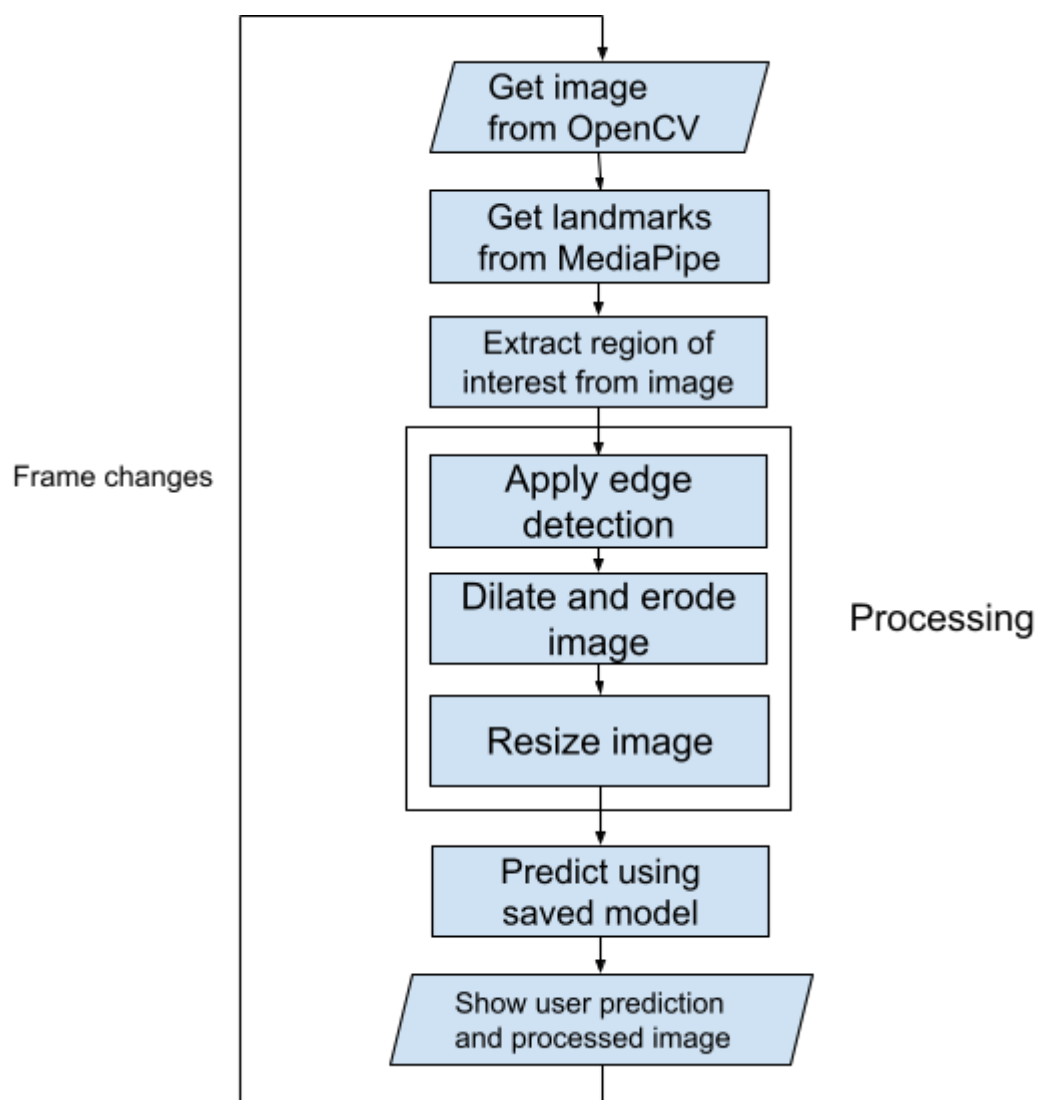 Get image
from OpenCV
Get landmarks
from MediaPipe
Extract region of
interest from image
Frame changes
Apply edge
detection
Dilate and erode
image
Processing
Resize image
Predict using
saved model
Show user prediction
and processed image